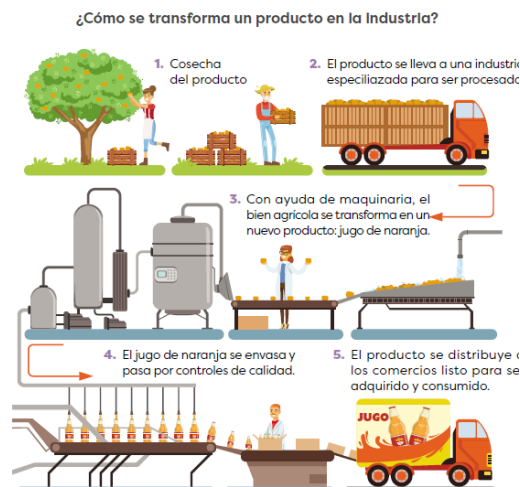 ¿Cómo se transforma un producto en la industria?
1. Cosecha
del producto
2. El producto se lleva a una industri
especiliazada para ser procesado
3. Con ayuda de maquinaria, el
bien agrícola se transforma en un
nuevo producto: jugo de naranja.
4. El jugo de naranja se envasa y
pasa por controles de calidad.
5. El producto se distribuye
los comercios listo para se
adquirido y consumido.
JUGO